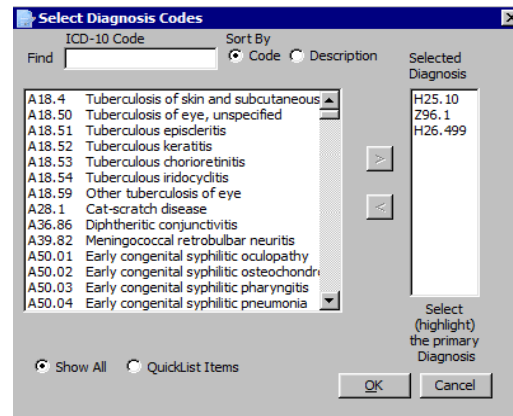 Select Diagnosis Codes
ICD-10 Code
Sort By
Find
Code
Description
Selected
Diagnosis
A18.4 Tuberculosis of skin and subcutaneous
A18.50 Tuberculosis of eye, unspecified
A18.51 Tuberculous episcleritis
A18.52 Tuberculous keratitis
A18.53 Tuberculous chorioretinitis
A18.54 Tuberculous iridocyclitis
A18.59 Other tuberculosis of eye
A28.1 Cat-scratch disease
A36.86 Diphtheritic conjunctivitis
A39.82 Meningococcal retrobulbar neuritis
A50.01 Early congenital syphilitic oculopathy
A50.02 Early congenital syphilitic osteochondr
A50.03 Early congenital syphilitic pharyngitis
A50.04 Early congenital syphilitic pneumonia
>
<
H25.10
Z96.1
H26.499
Select
(highlight)
the primary
Diagnosis
Show All
QuickList Items
OK
Cancel